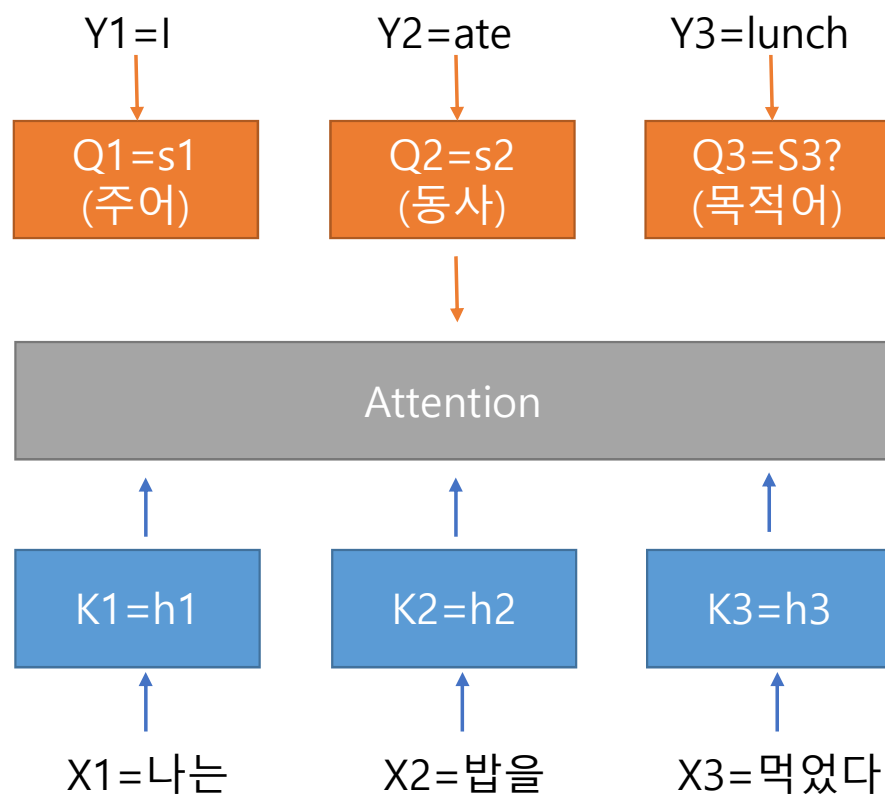 Y1=I
Y2=ate
Y3=lunch
Q1=s1
(주어)
Q2=s2
(동사)
Q3=S3?
(목적어)
Attention
K1=h1
K2=h2
K3=h3
X1=나는
X2=밥을
X3=먹었다